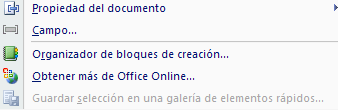 Propiedad del documento
Campo...
Organizador de bloques de creación...
Obtener más de Office Online...
Guardar selección en una galería de elementos rápidos...